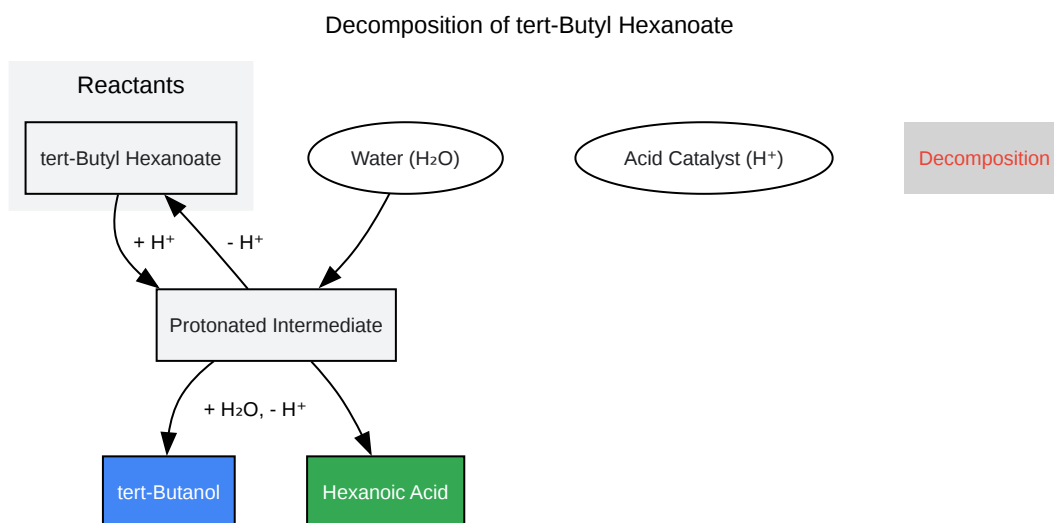 Decomposition of tert-Butyl Hexanoate
Reactants
tert-Butyl Hexanoate
Water (H₂O)
Acid Catalyst (H⁺)
Decomposition
+ H⁺
- H⁺
Protonated Intermediate
+ H₂O, - H⁺
tert-Butanol
Hexanoic Acid